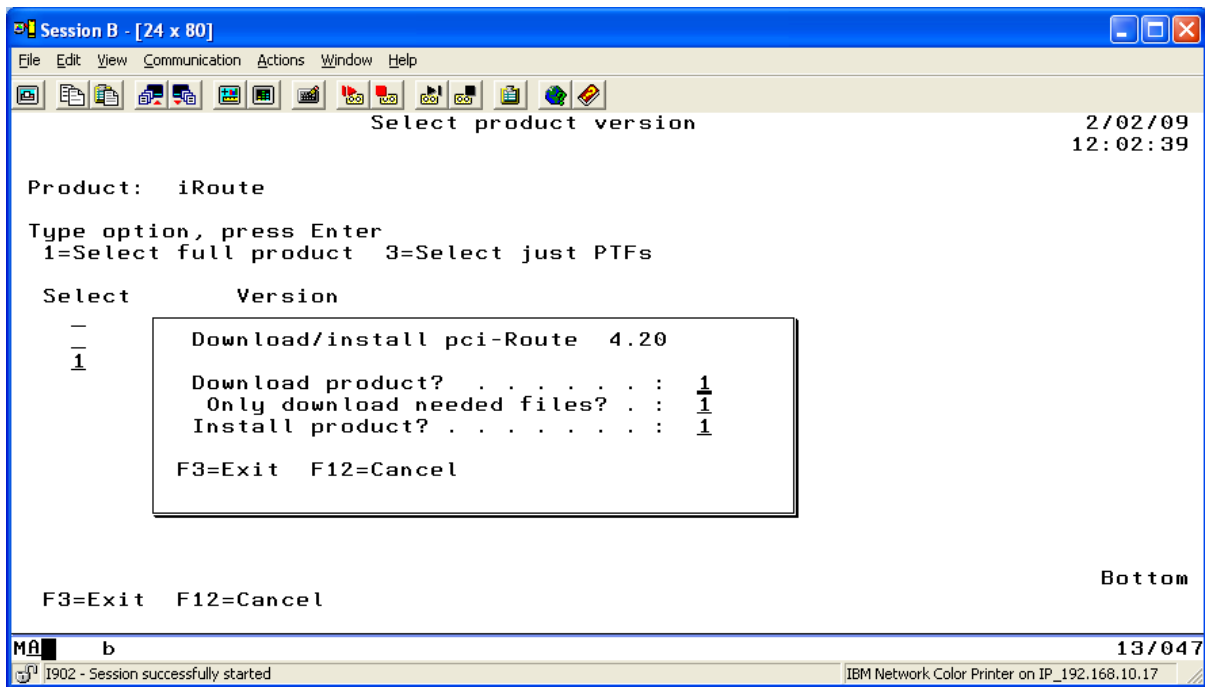 Session B - [24 x 80]
File Edit View Communication Actions Window Help
Select product version 2/02/09
12:02:39
Product: iRoute
Type option, press Enter
1=Select full product 3=Select just PTFs
Select Version
1
Download/install pci-Route 4.20
Download product? . . . . . . : 1
Only download needed files? . : 1
Install product? . . . . . . . : 1
F3=Exit F12=Cancel
Bottom
F3=Exit F12=Cancel
MA b 13/047
I902 - Session successfully started IBM Network Color Printer on IP_192.168.10.17